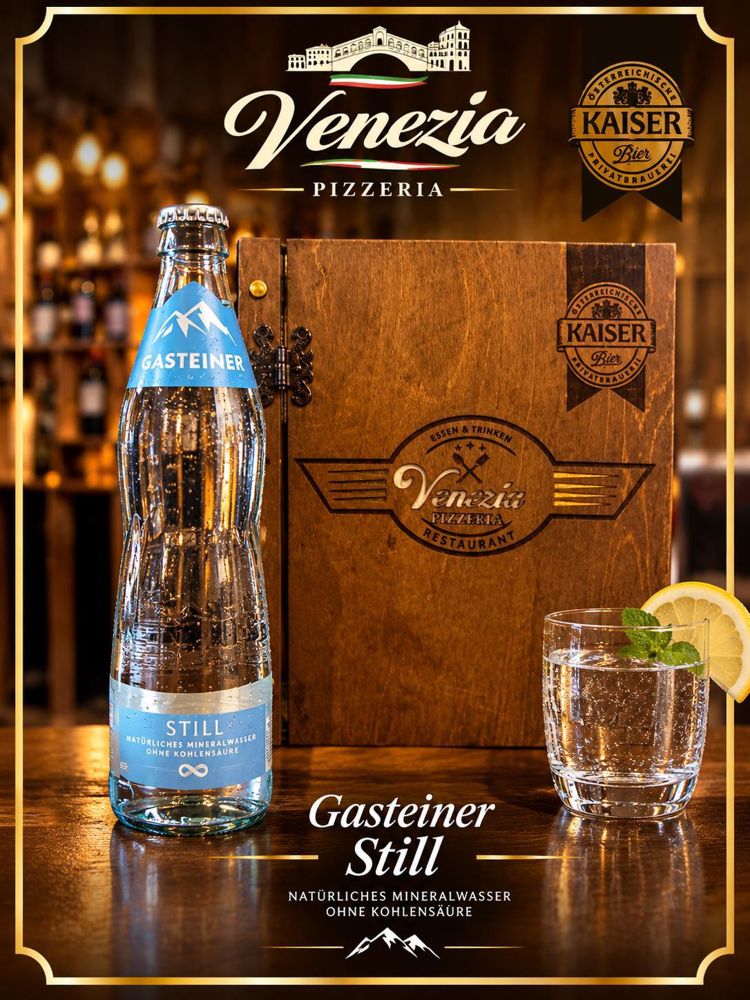 Venezia
PIZZERIA
ÖSTERREICHISCHE
KAISER
Bier
PRIVATBRAUEREI
GASTEINER
STILL
NATÜRLICHES MINERALWASSER
OHNE KOHLENSÄURE
ÖSTERREICHISCHE
KAISER
Bier
PRIVATBRAUEREI
ESSEN & TRINKEN
Venezia
PIZZERIA
RESTAURANT
Gasteiner
Still
NATÜRLICHES MINERALWASSER
OHNE KOHLENSÄURE